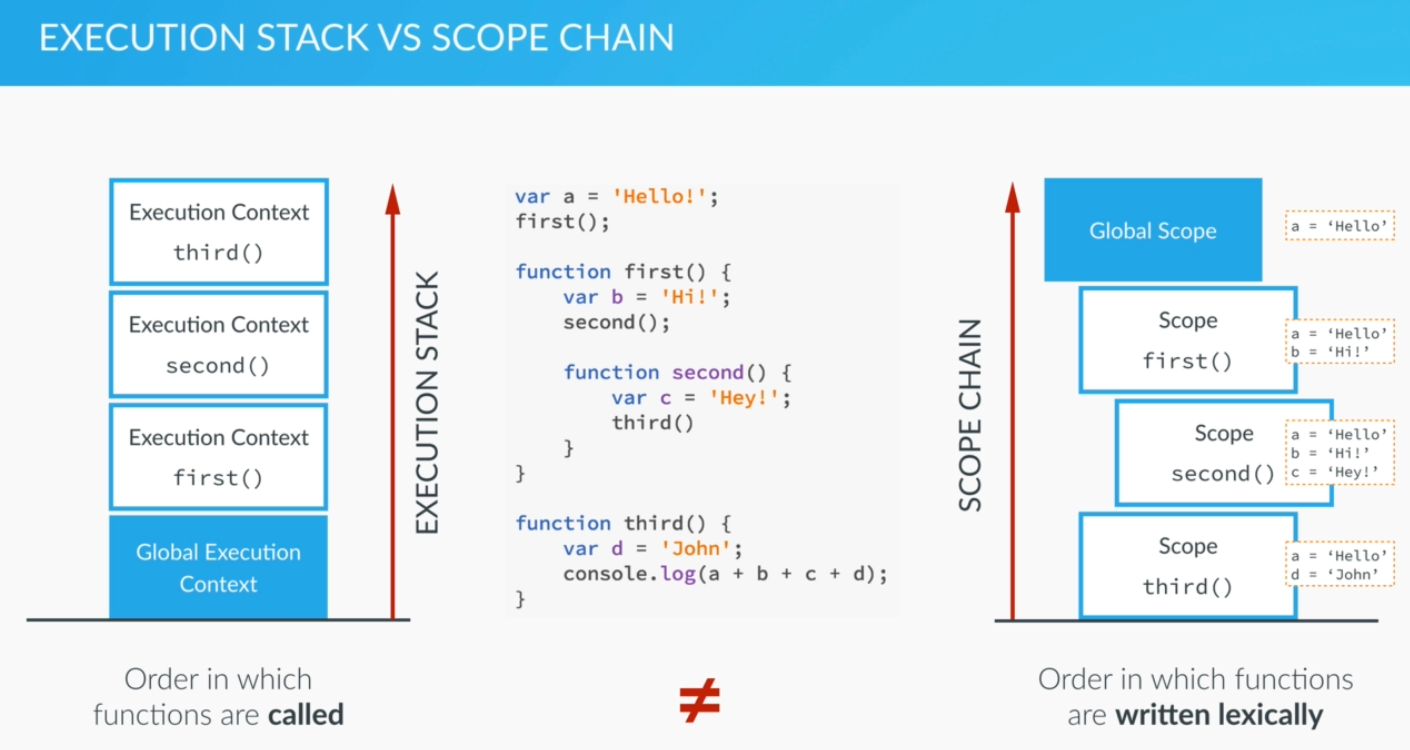 EXECUTION STACK VS SCOPE CHAIN
Execution Context
third()
Execution Context
second()
Execution Context
first()
Global Execution
Context
EXECUTION STACK
Order in which
functions are called
var a = 'Hello!';
first();
function first() {
    var b = 'Hi!';
    second();
    function second() {
        var c = 'Hey!';
        third()
    }
}
function third() {
    var d = 'John';
    console.log(a + b + c + d);
}
≠
SCOPE CHAIN
Global Scope
a = ‘Hello’
Scope
first()
a = ‘Hello’
b = ‘Hi!’
Scope
second()
a = ‘Hello’
b = ‘Hi!’
c = ‘Hey!’
Scope
third()
a = ‘Hello’
d = ‘John’
Order in which functions
are written lexically